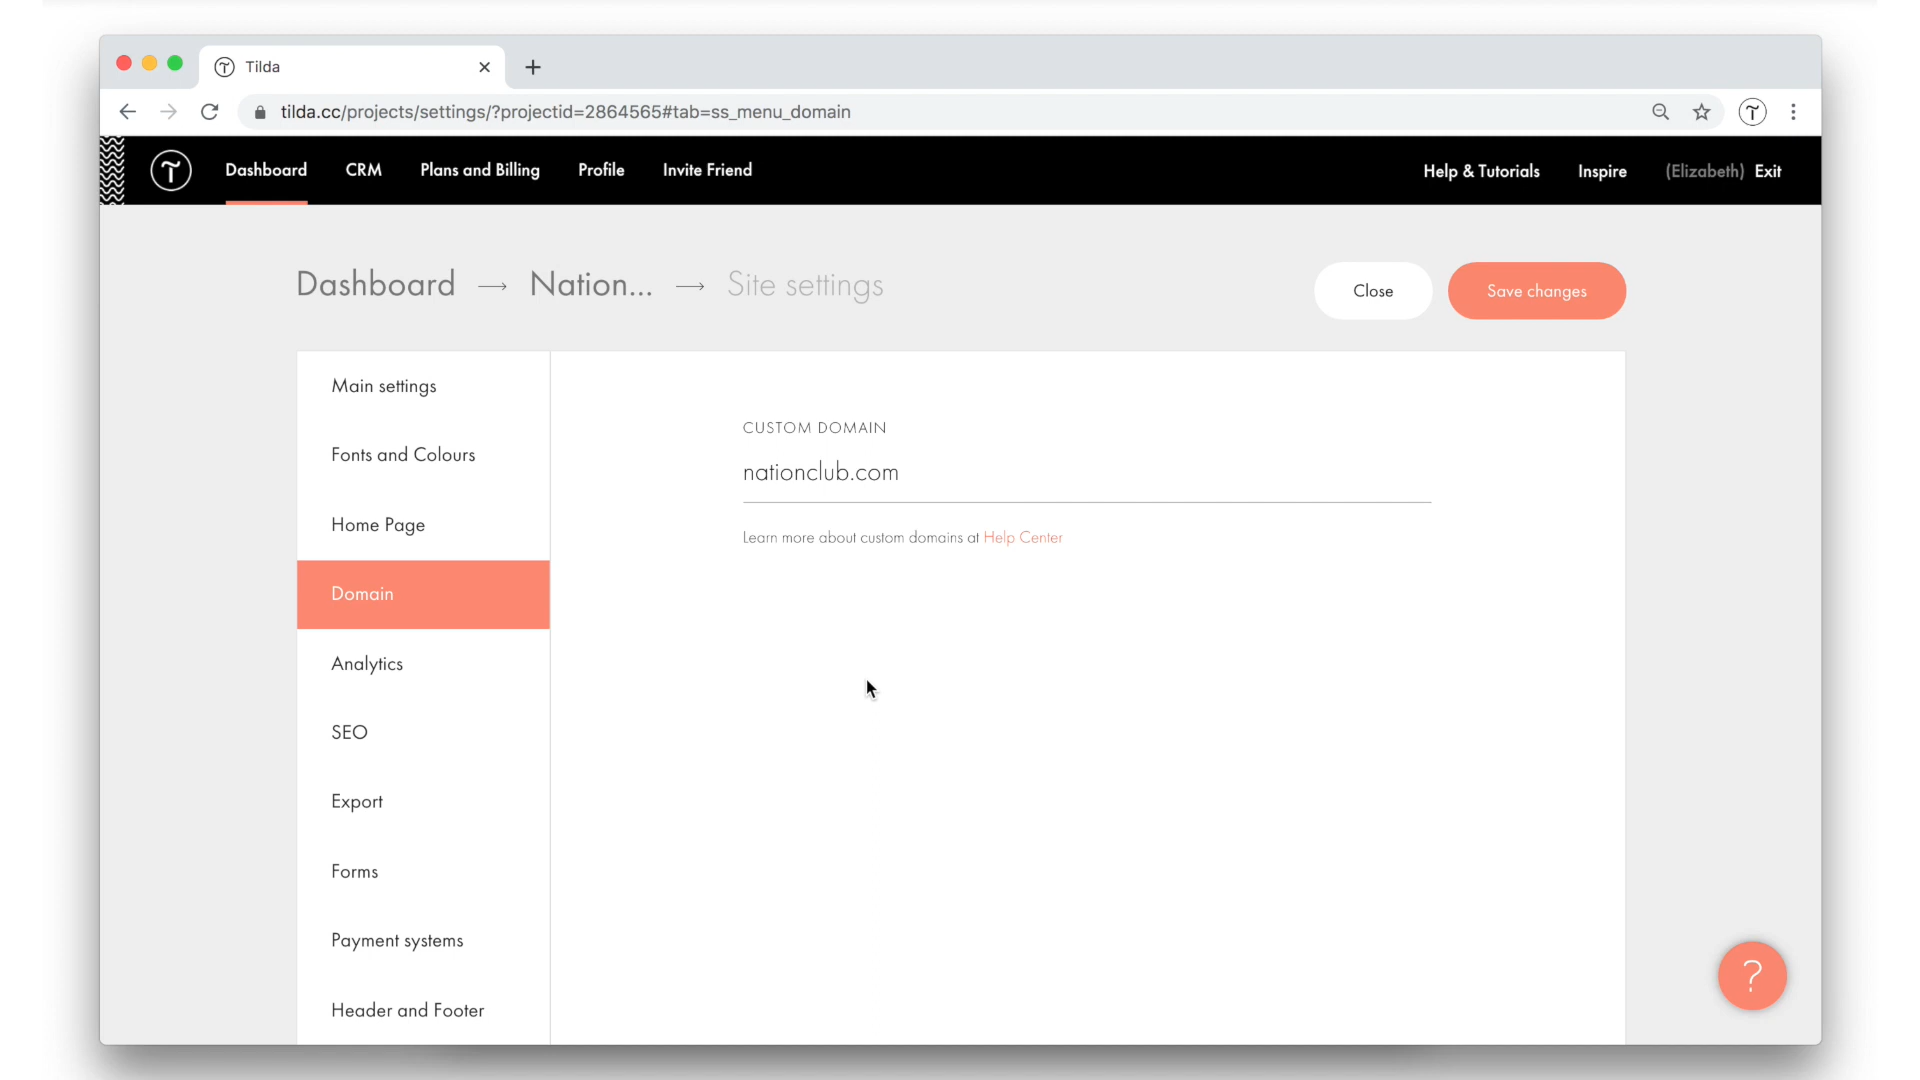 Tilda
tilda.cc/projects/settings/?projectid=2864565#tab=ss_menu_domain
Dashboard CRM Plans and Billing Profile Invite Friend Help & Tutorials Inspire (Elizabeth) Exit
Dashboard → Nation... → Site settings
Close Save changes
Main settings
Fonts and Colours
Home Page
Domain
Analytics
SEO
Export
Forms
Payment systems
Header and Footer
CUSTOM DOMAIN
nationclub.com
Learn more about custom domains at Help Center
?